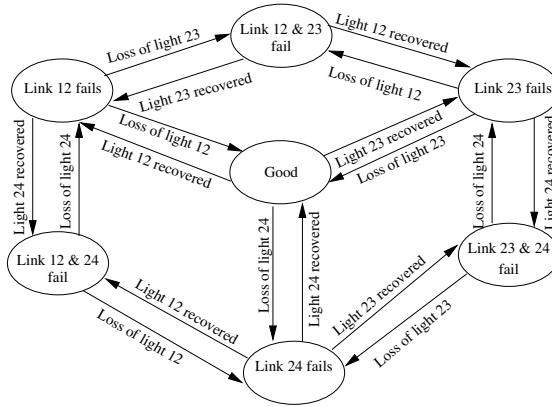 Link 12 & 23
fail
Loss of light 23
Light 12 recovered
Light 23 recovered
Loss of light 12
Link 12 fails
Link 23 fails
Loss of light 12
Light 12 recovered
Light 23 recovered
Loss of light 23
Good
Light 24 recovered
Loss of light 24
Loss of light 24
Light 24 recovered
Link 12 & 24
fail
Link 23 & 24
fail
Loss of light 24
Light 24 recovered
Light 12 recovered
Loss of light 12
Light 23 recovered
Loss of light 23
Link 24 fails